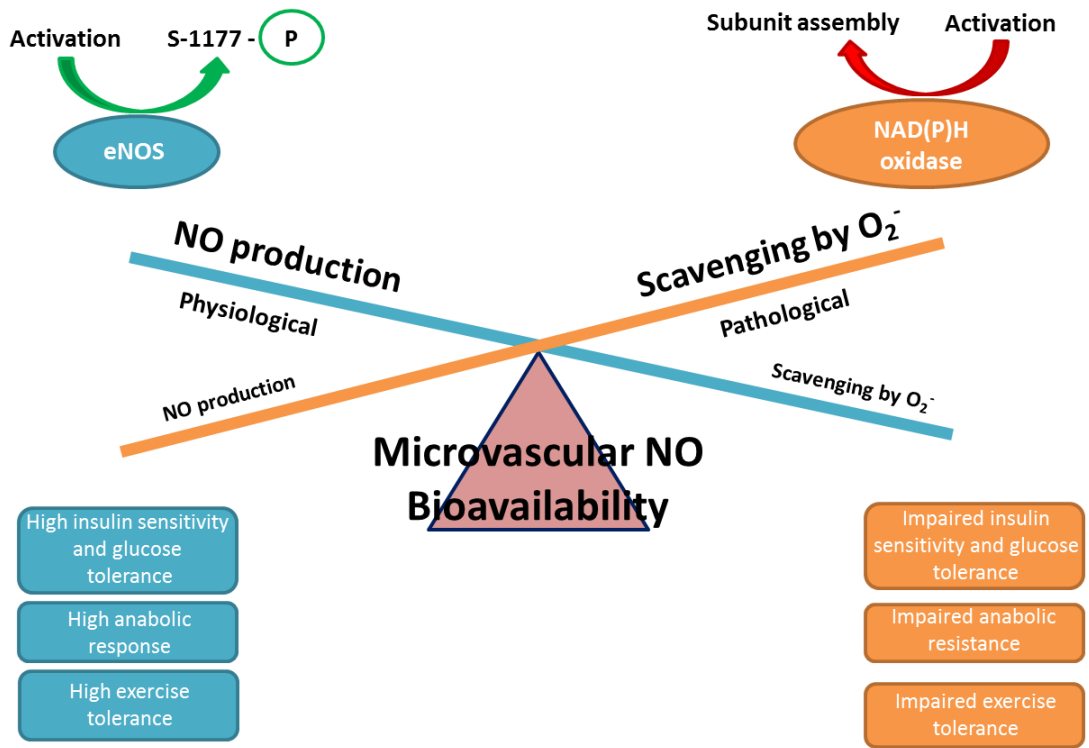 Activation
S-1177 -
P
eNOS
Subunit assembly
Activation
NAD(P)H
oxidase
NO production
Physiological
NO production
Scavenging by O₂⁻
Pathological
Scavenging by O₂⁻
Microvascular NO
Bioavailability
High insulin sensitivity
and glucose
tolerance
High anabolic
response
High exercise
tolerance
Impaired insulin
sensitivity and glucose
tolerance
Impaired anabolic
resistance
Impaired exercise
tolerance